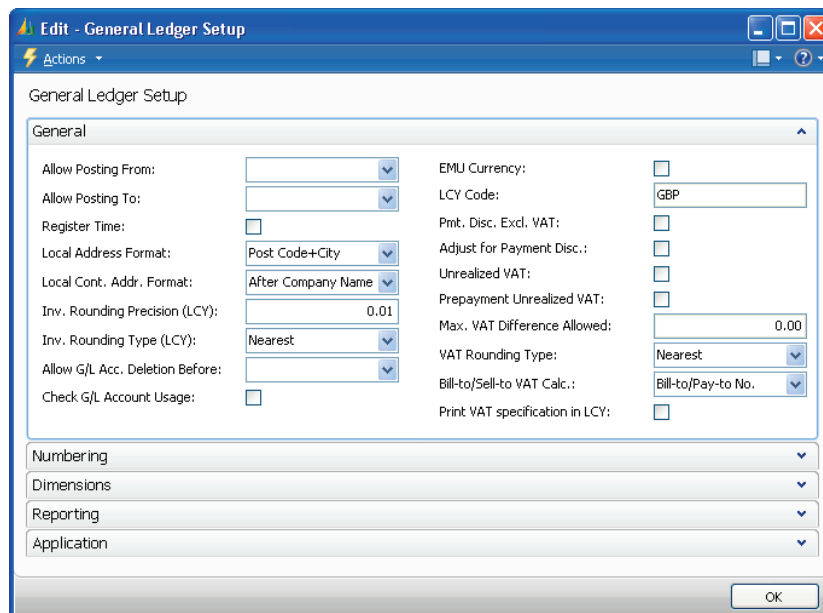 Edit - General Ledger Setup
Actions
General Ledger Setup
General
Allow Posting From:
Allow Posting To:
Register Time:
Local Address Format: Post Code+City
Local Cont. Addr. Format: After Company Name
Inv. Rounding Precision (LCY): 0.01
Inv. Rounding Type (LCY): Nearest
Allow G/L Acc. Deletion Before:
Check G/L Account Usage:
EMU Currency:
LCY Code: GBP
Pmt. Disc. Excl. VAT:
Adjust for Payment Disc.:
Unrealized VAT:
Prepayment Unrealized VAT:
Max. VAT Difference Allowed: 0.00
VAT Rounding Type: Nearest
Bill-to/Sell-to VAT Calc.: Bill-to/Pay-to No.
Print VAT specification in LCY:
Numbering
Dimensions
Reporting
Application
OK